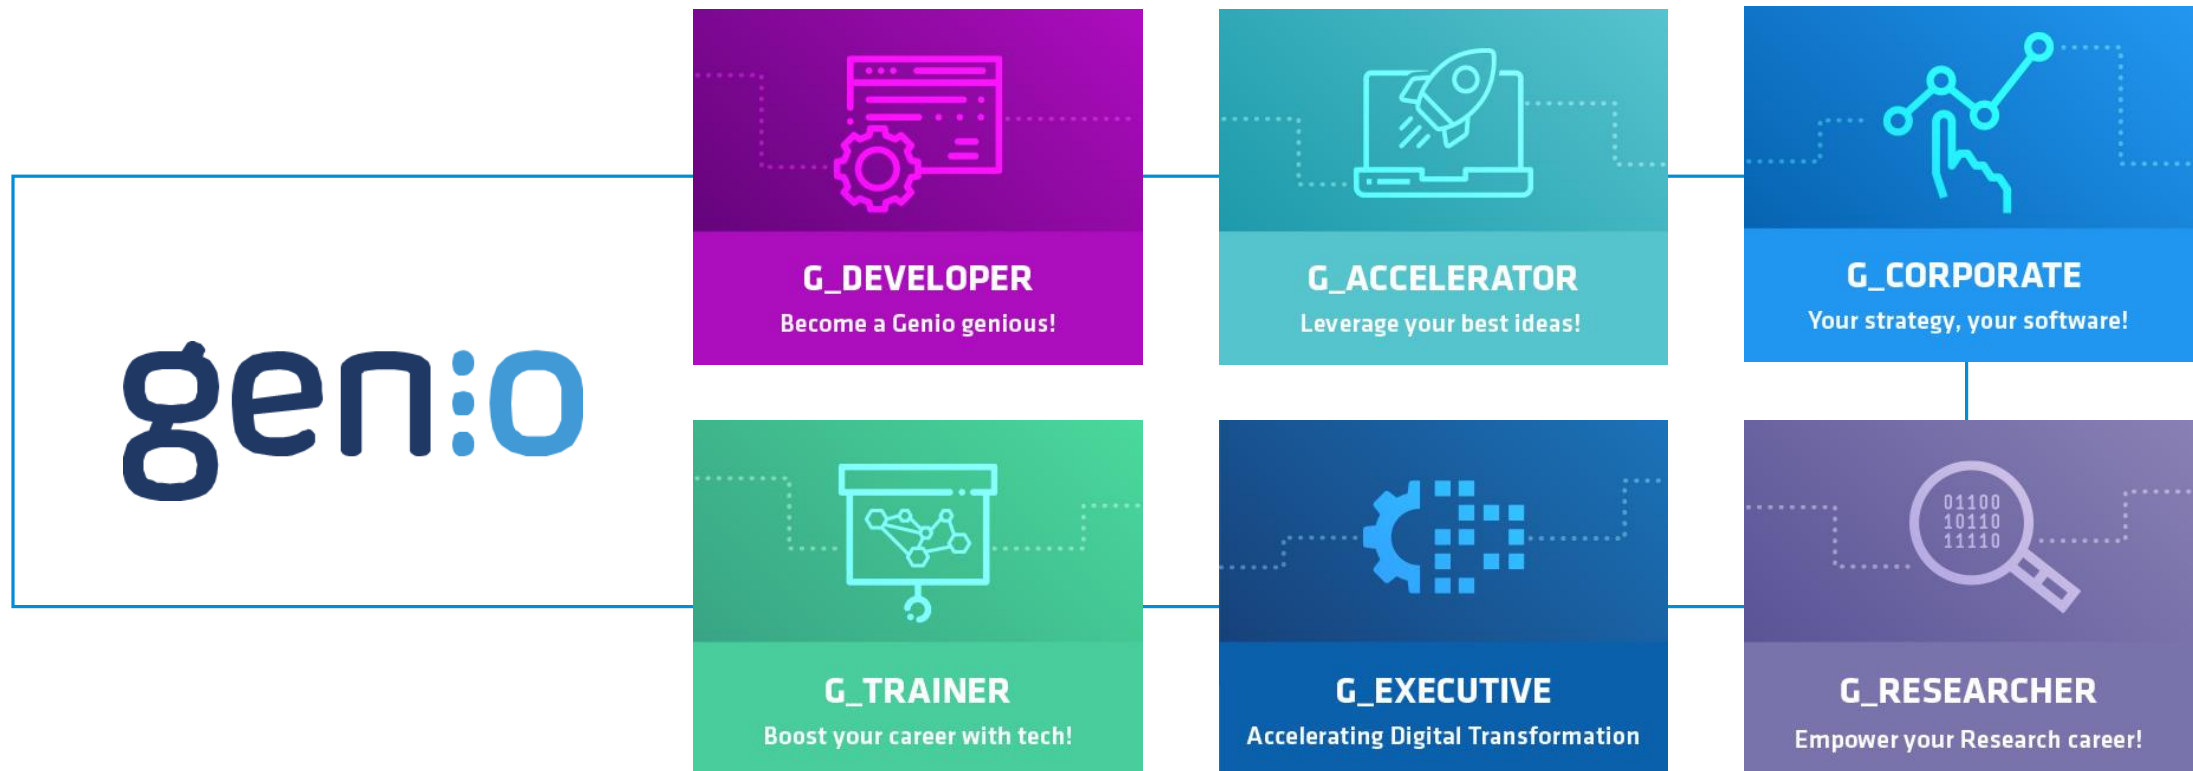 genio
G_DEVELOPER
Become a Genio genious!
G_ACCELERATOR
Leverage your best ideas!
G_CORPORATE
Your strategy, your software!
G_TRAINER
Boost your career with tech!
G_EXECUTIVE
Accelerating Digital Transformation
01100
10110
11110
G_RESEARCHER
Empower your Research career!